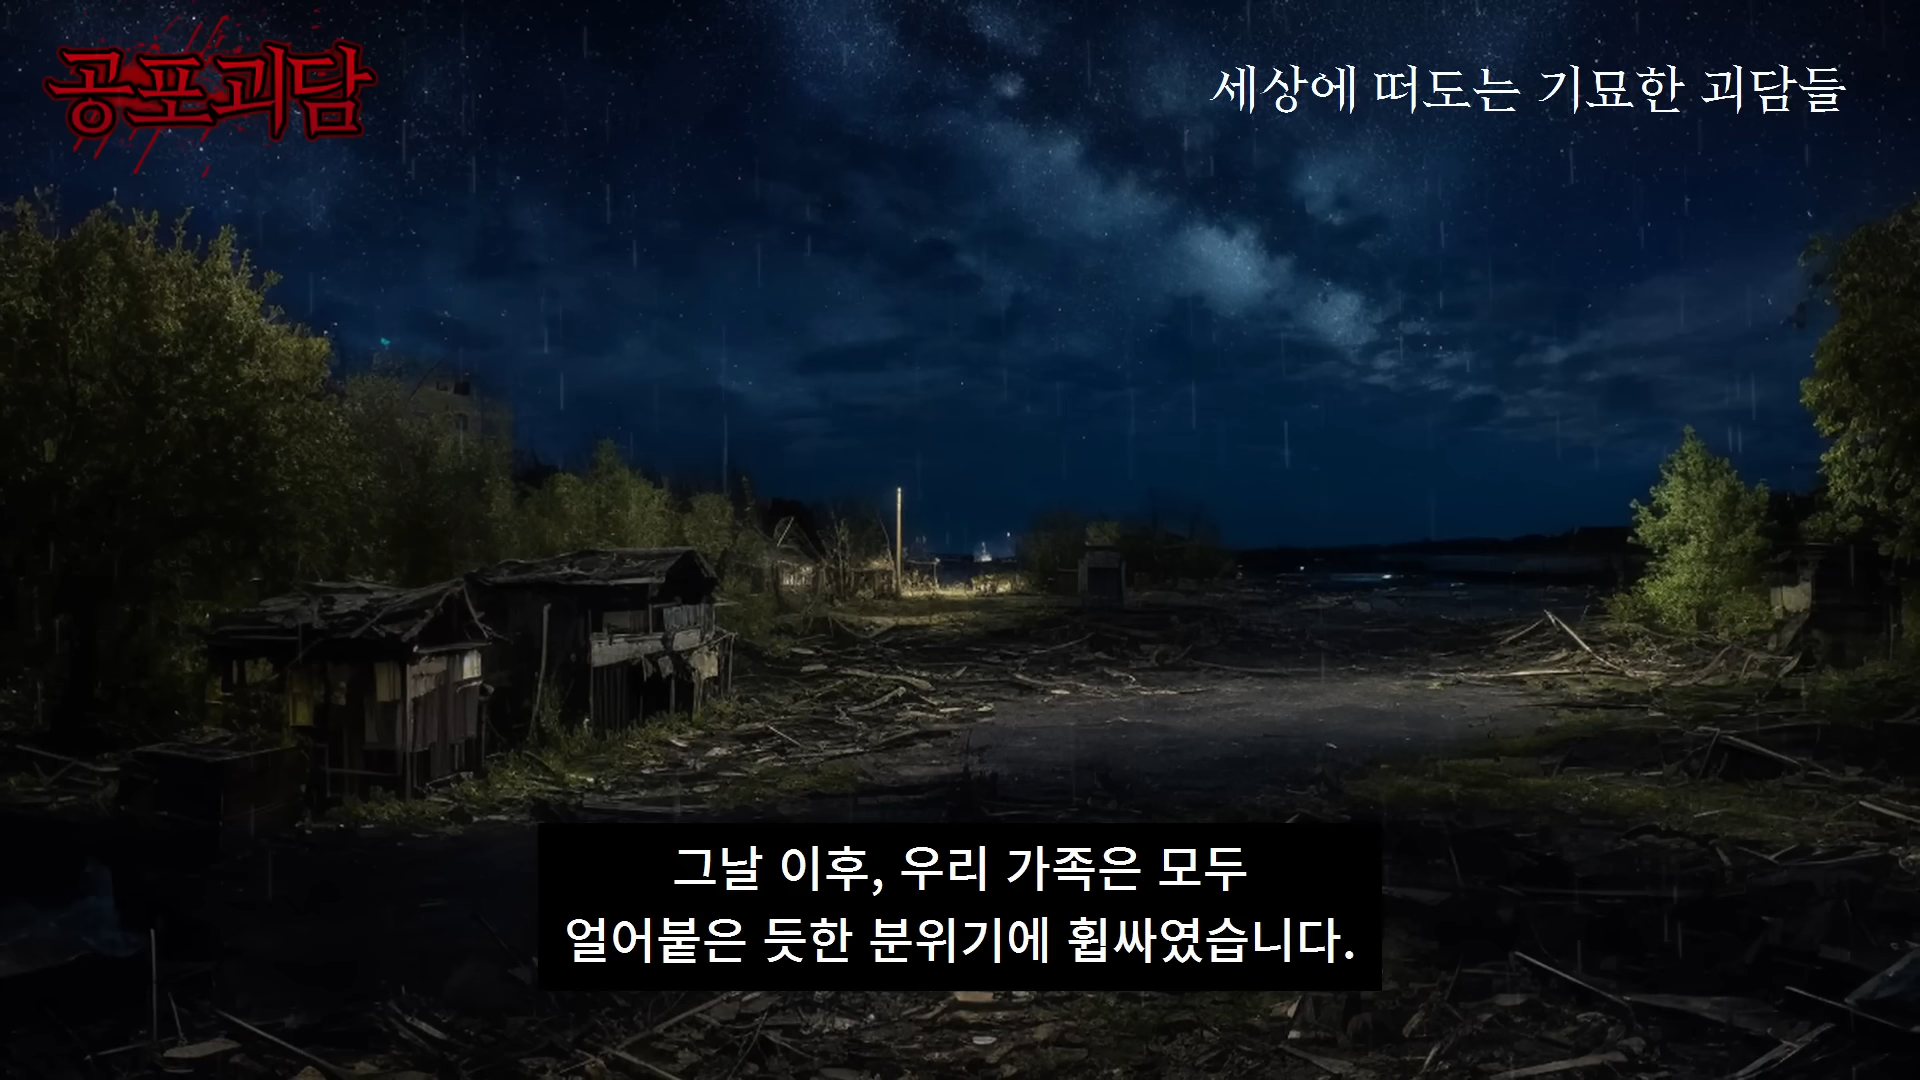 공포괴담
세상에 떠도는 기묘한 괴담들
그날 이후, 우리 가족은 모두
얼어붙은 듯한 분위기에 휩싸였습니다.